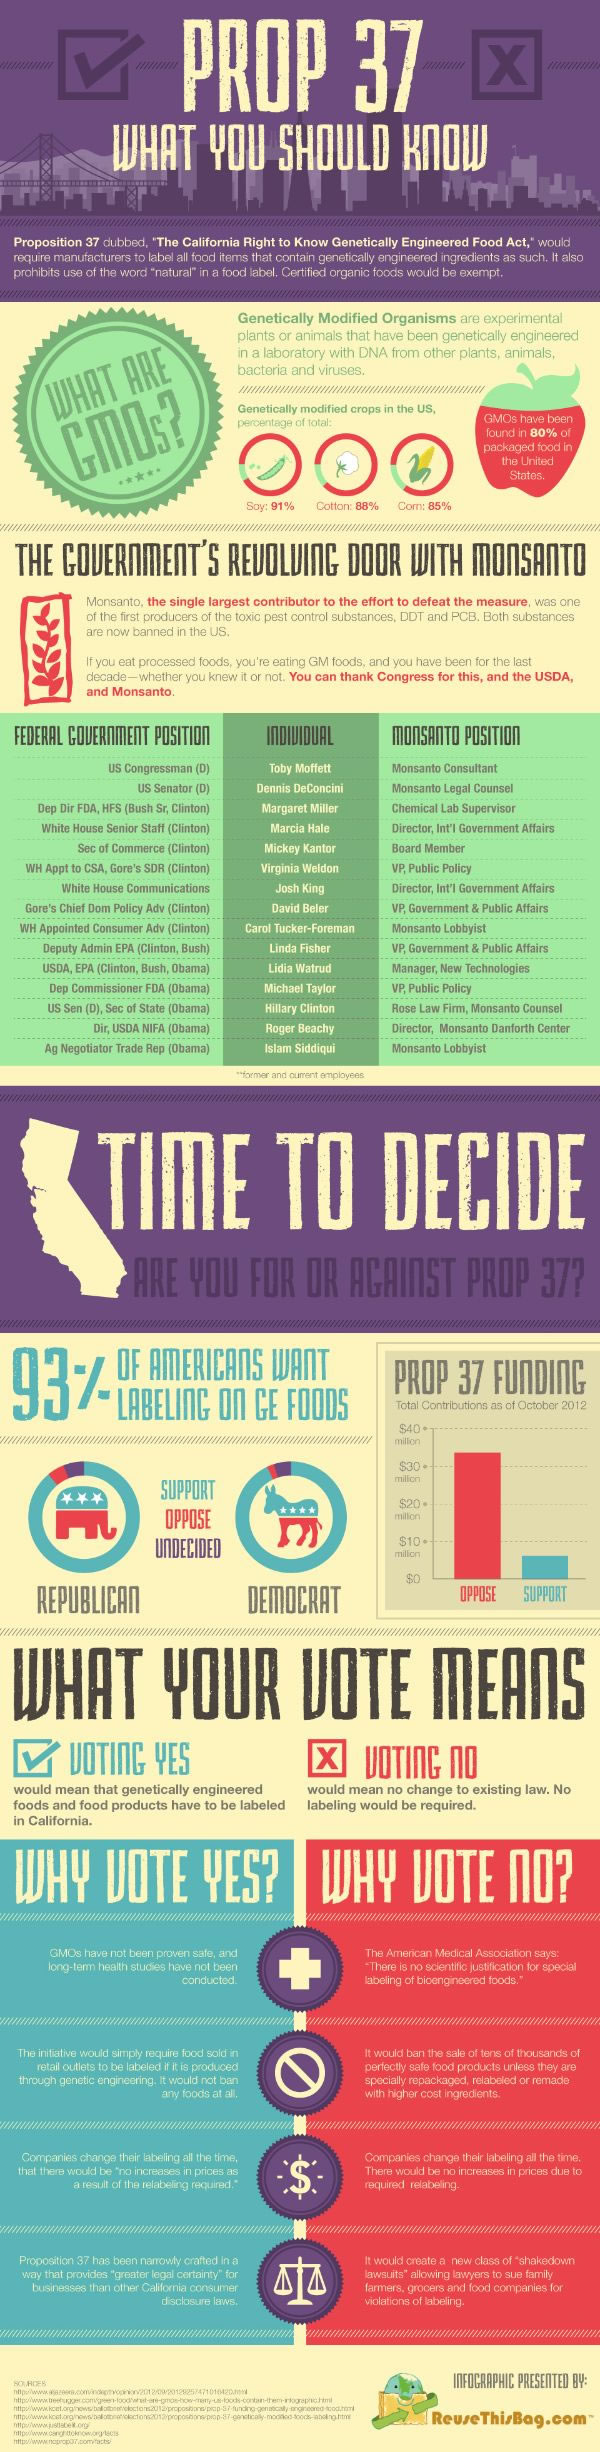 PROP 37
WHAT YOU SHOULD KNOW
Proposition 37 dubbed, "The California Right to Know Genetically Engineered Food Act," would
require manufacturers to label all food items that contain genetically engineered ingredients as such. It also
prohibits use of the word "natural" in a food label. Certified organic foods would be exempt.
WHAT ARE
GMOs?
Genetically Modified Organisms are experimental
plants or animals that have been genetically engineered
in a laboratory with DNA from other plants, animals,
bacteria and viruses.
Genetically modified crops in the US,
percentage of total:
Soy: 91% Cotton: 88% Corn: 85%
GMOs have been
found in 80% of
packaged food in
the United
States.
THE GOVERNMENT'S REVOLVING DOOR WITH MONSANTO
Monsanto, the single largest contributor to the effort to defeat the measure, was one
of the first producers of the toxic pest control substances, DDT and PCB. Both substances
are now banned in the US.
If you eat processed foods, you're eating GM foods, and you have been for the last
decade—whether you knew it or not. You can thank Congress for this, and the USDA,
and Monsanto.
FEDERAL GOVERNMENT POSITION INDIVIDUAL MONSANTO POSITION
US Congressman (D) Toby Moffett Monsanto Consultant
US Senator (D) Dennis DeConcini Monsanto Legal Counsel
Dep Dir FDA, HFS (Bush Sr, Clinton) Margaret Miller Chemical Lab Supervisor
White House Senior Staff (Clinton) Marcia Hale Director, Int'l Government Affairs
Sec of Commerce (Clinton) Mickey Kantor Board Member
WH Appt to CSA, Gore's SDR (Clinton) Virginia Weldon VP, Public Policy
White House Communications Josh King Director, Int'l Government Affairs
Gore's Chief Dom Policy Adv (Clinton) David Beler VP, Government & Public Affairs
WH Appointed Consumer Adv (Clinton) Carol Tucker-Foreman Monsanto Lobbyist
Deputy Admin EPA (Clinton, Bush) Linda Fisher VP, Government & Public Affairs
USDA, EPA (Clinton, Bush, Obama) Lidia Watrud Manager, New Technologies
Dep Commissioner FDA (Obama) Michael Taylor VP, Public Policy
US Sen (D), Sec of State (Obama) Hillary Clinton Rose Law Firm, Monsanto Counsel
Dir, USDA NIFA (Obama) Roger Beachy Director, Monsanto Danforth Center
Ag Negotiator Trade Rep (Obama) Islam Siddiqui Monsanto Lobbyist
**former and current employees
TIME TO DECIDE
ARE YOU FOR OR AGAINST PROP 37?
93% OF AMERICANS WANT
LABELING ON GE FOODS
SUPPORT
OPPOSE
UNDECIDED
REPUBLICAN DEMOCRAT
PROP 37 FUNDING
Total Contributions as of October 2012
$40
million
$30
million
$20
million
$10
million
$0
OPPOSE SUPPORT
WHAT YOUR VOTE MEANS
VOTING YES
would mean that genetically engineered
foods and food products have to be labeled
in California.
X VOTING NO
would mean no change to existing law. No
labeling would be required.
WHY VOTE YES? WHY VOTE NO?
GMOs have not been proven safe, and
long-term health studies have not been
conducted.
The American Medical Association says:
"There is no scientific justification for special
labeling of bioengineered foods."
The initiative would simply require food sold in
retail outlets to be labeled if it is produced
through genetic engineering. It would not ban
any foods at all.
It would ban the sale of tens of thousands of
perfectly safe food products unless they are
specially repackaged, relabeled or remade
with higher cost ingredients.
Companies change their labeling all the time,
that there would be "no increases in prices as
a result of the relabeling required."
$
Companies change their labeling all the time.
There would be no increases in prices due to
required relabeling.
Proposition 37 has been narrowly crafted in a
way that provides "greater legal certainty" for
businesses than other California consumer
disclosure laws.
It would create a new class of "shakedown
lawsuits" allowing lawyers to sue family
farmers, grocers and food companies for
violations of labeling.
SOURCES
http://www.justlabelit.org/
http://www.carighttoknow.org/facts
http://www.noprop37.com/facts/
INFOGRAPHIC PRESENTED BY:
ReuseThisBag.com